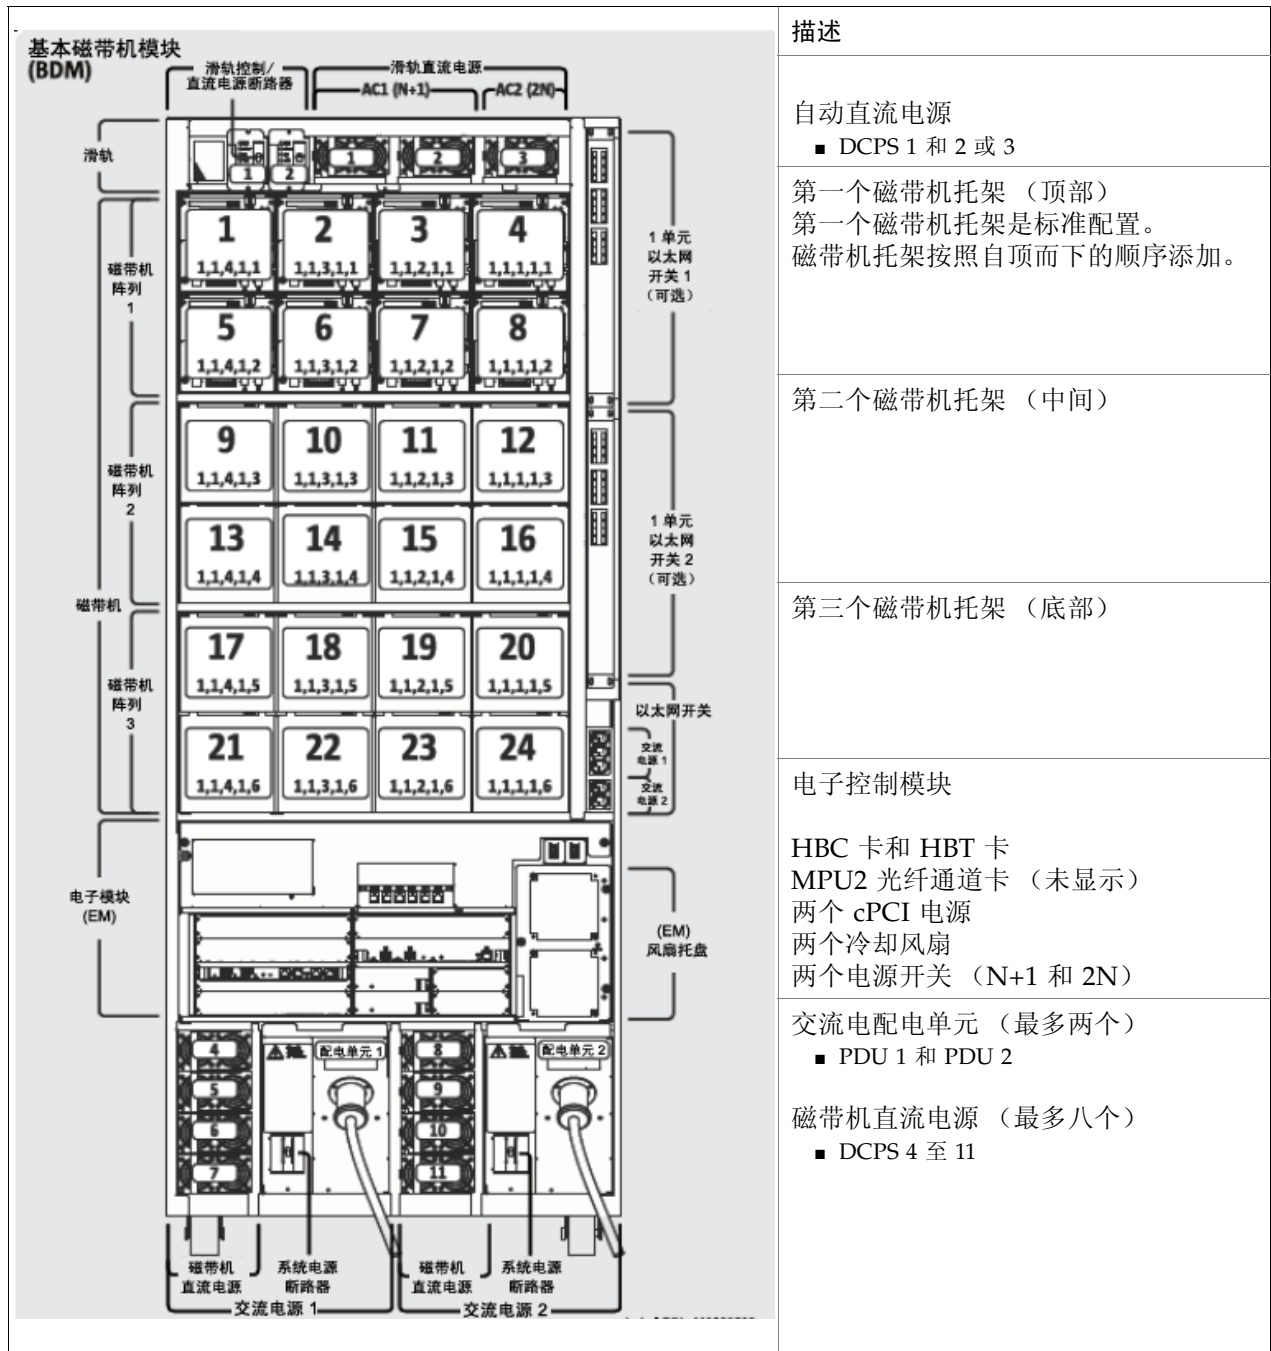 基本磁带机模块
(BDM)
滑轨控制/
直流电源断路器
滑轨直流电源
AC1 (N+1)
AC2 (2N)
滑轨
1
2
1
2
3
磁带机
阵列
1
1
1,1,4,1,1
2
1,1,3,1,1
3
1,1,2,1,1
4
1,1,1,1,1
5
1,1,4,1,2
6
1,1,3,1,2
7
1,1,2,1,2
8
1,1,1,1,2
1 单元
以太网
开关 1
（可选）
磁带机
阵列
2
9
1,1,4,1,3
10
1,1,3,1,3
11
1,1,2,1,3
12
1,1,1,1,3
13
1,1,4,1,4
14
1,1,3,1,4
15
1,1,2,1,4
16
1,1,1,1,4
1 单元
以太网
开关 2
（可选）
磁带机
磁带机
阵列
3
17
1,1,4,1,5
18
1,1,3,1,5
19
1,1,2,1,5
20
1,1,1,1,5
21
1,1,4,1,6
22
1,1,3,1,6
23
1,1,2,1,6
24
1,1,1,1,6
以太网开关
交流
电源 1
交流
电源 2
电子模块
(EM)
(EM)
风扇托盘
4
5
6
7
配电单元 1
8
9
10
11
配电单元 2
磁带机
直流电源
系统电源
断路器
磁带机
直流电源
系统电源
断路器
交流电源 1
交流电源 2
描述
自动直流电源
■ DCPS 1 和 2 或 3
第一个磁带机托架 （顶部）
第一个磁带机托架是标准配置。
磁带机托架按照自顶而下的顺序添加。
第二个磁带机托架 （中间）
第三个磁带机托架 （底部）
电子控制模块
HBC 卡和 HBT 卡
MPU2 光纤通道卡 （未显示）
两个 cPCI 电源
两个冷却风扇
两个电源开关 （N+1 和 2N）
交流电配电单元 （最多两个）
■ PDU 1 和 PDU 2
磁带机直流电源 （最多八个）
■ DCPS 4 至 11